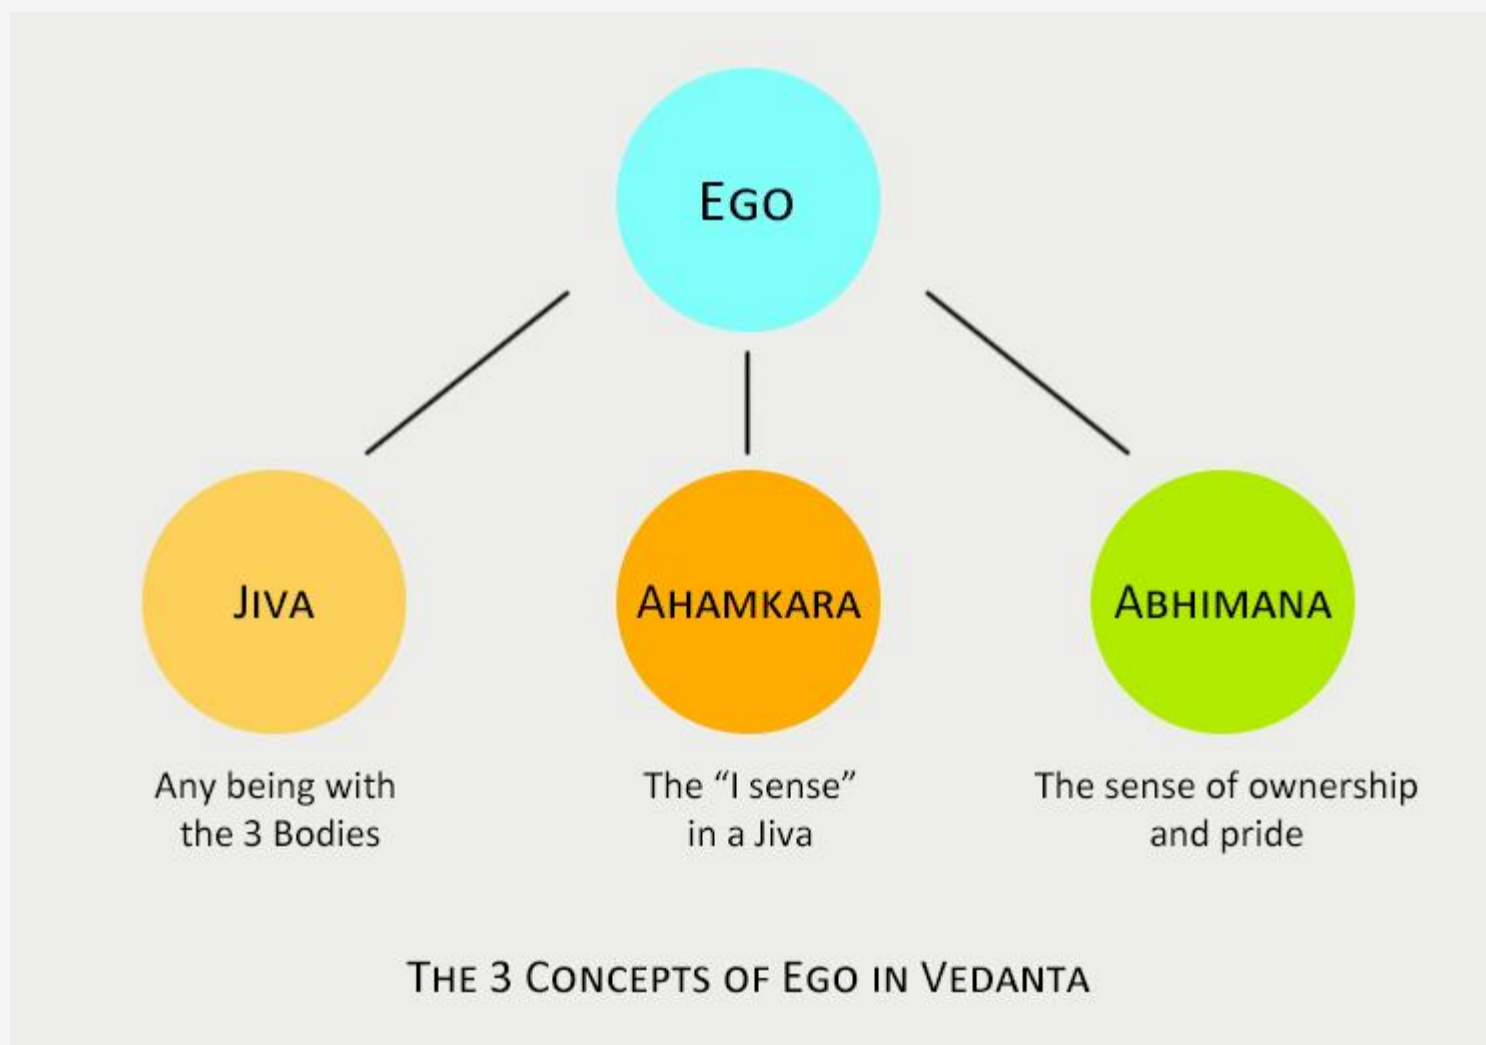 Ego
Jiva
Ahamkara
Abhimana
Any being with
the 3 Bodies
The “I sense”
in a Jiva
The sense of ownership
and pride
The 3 Concepts of Ego in Vedanta